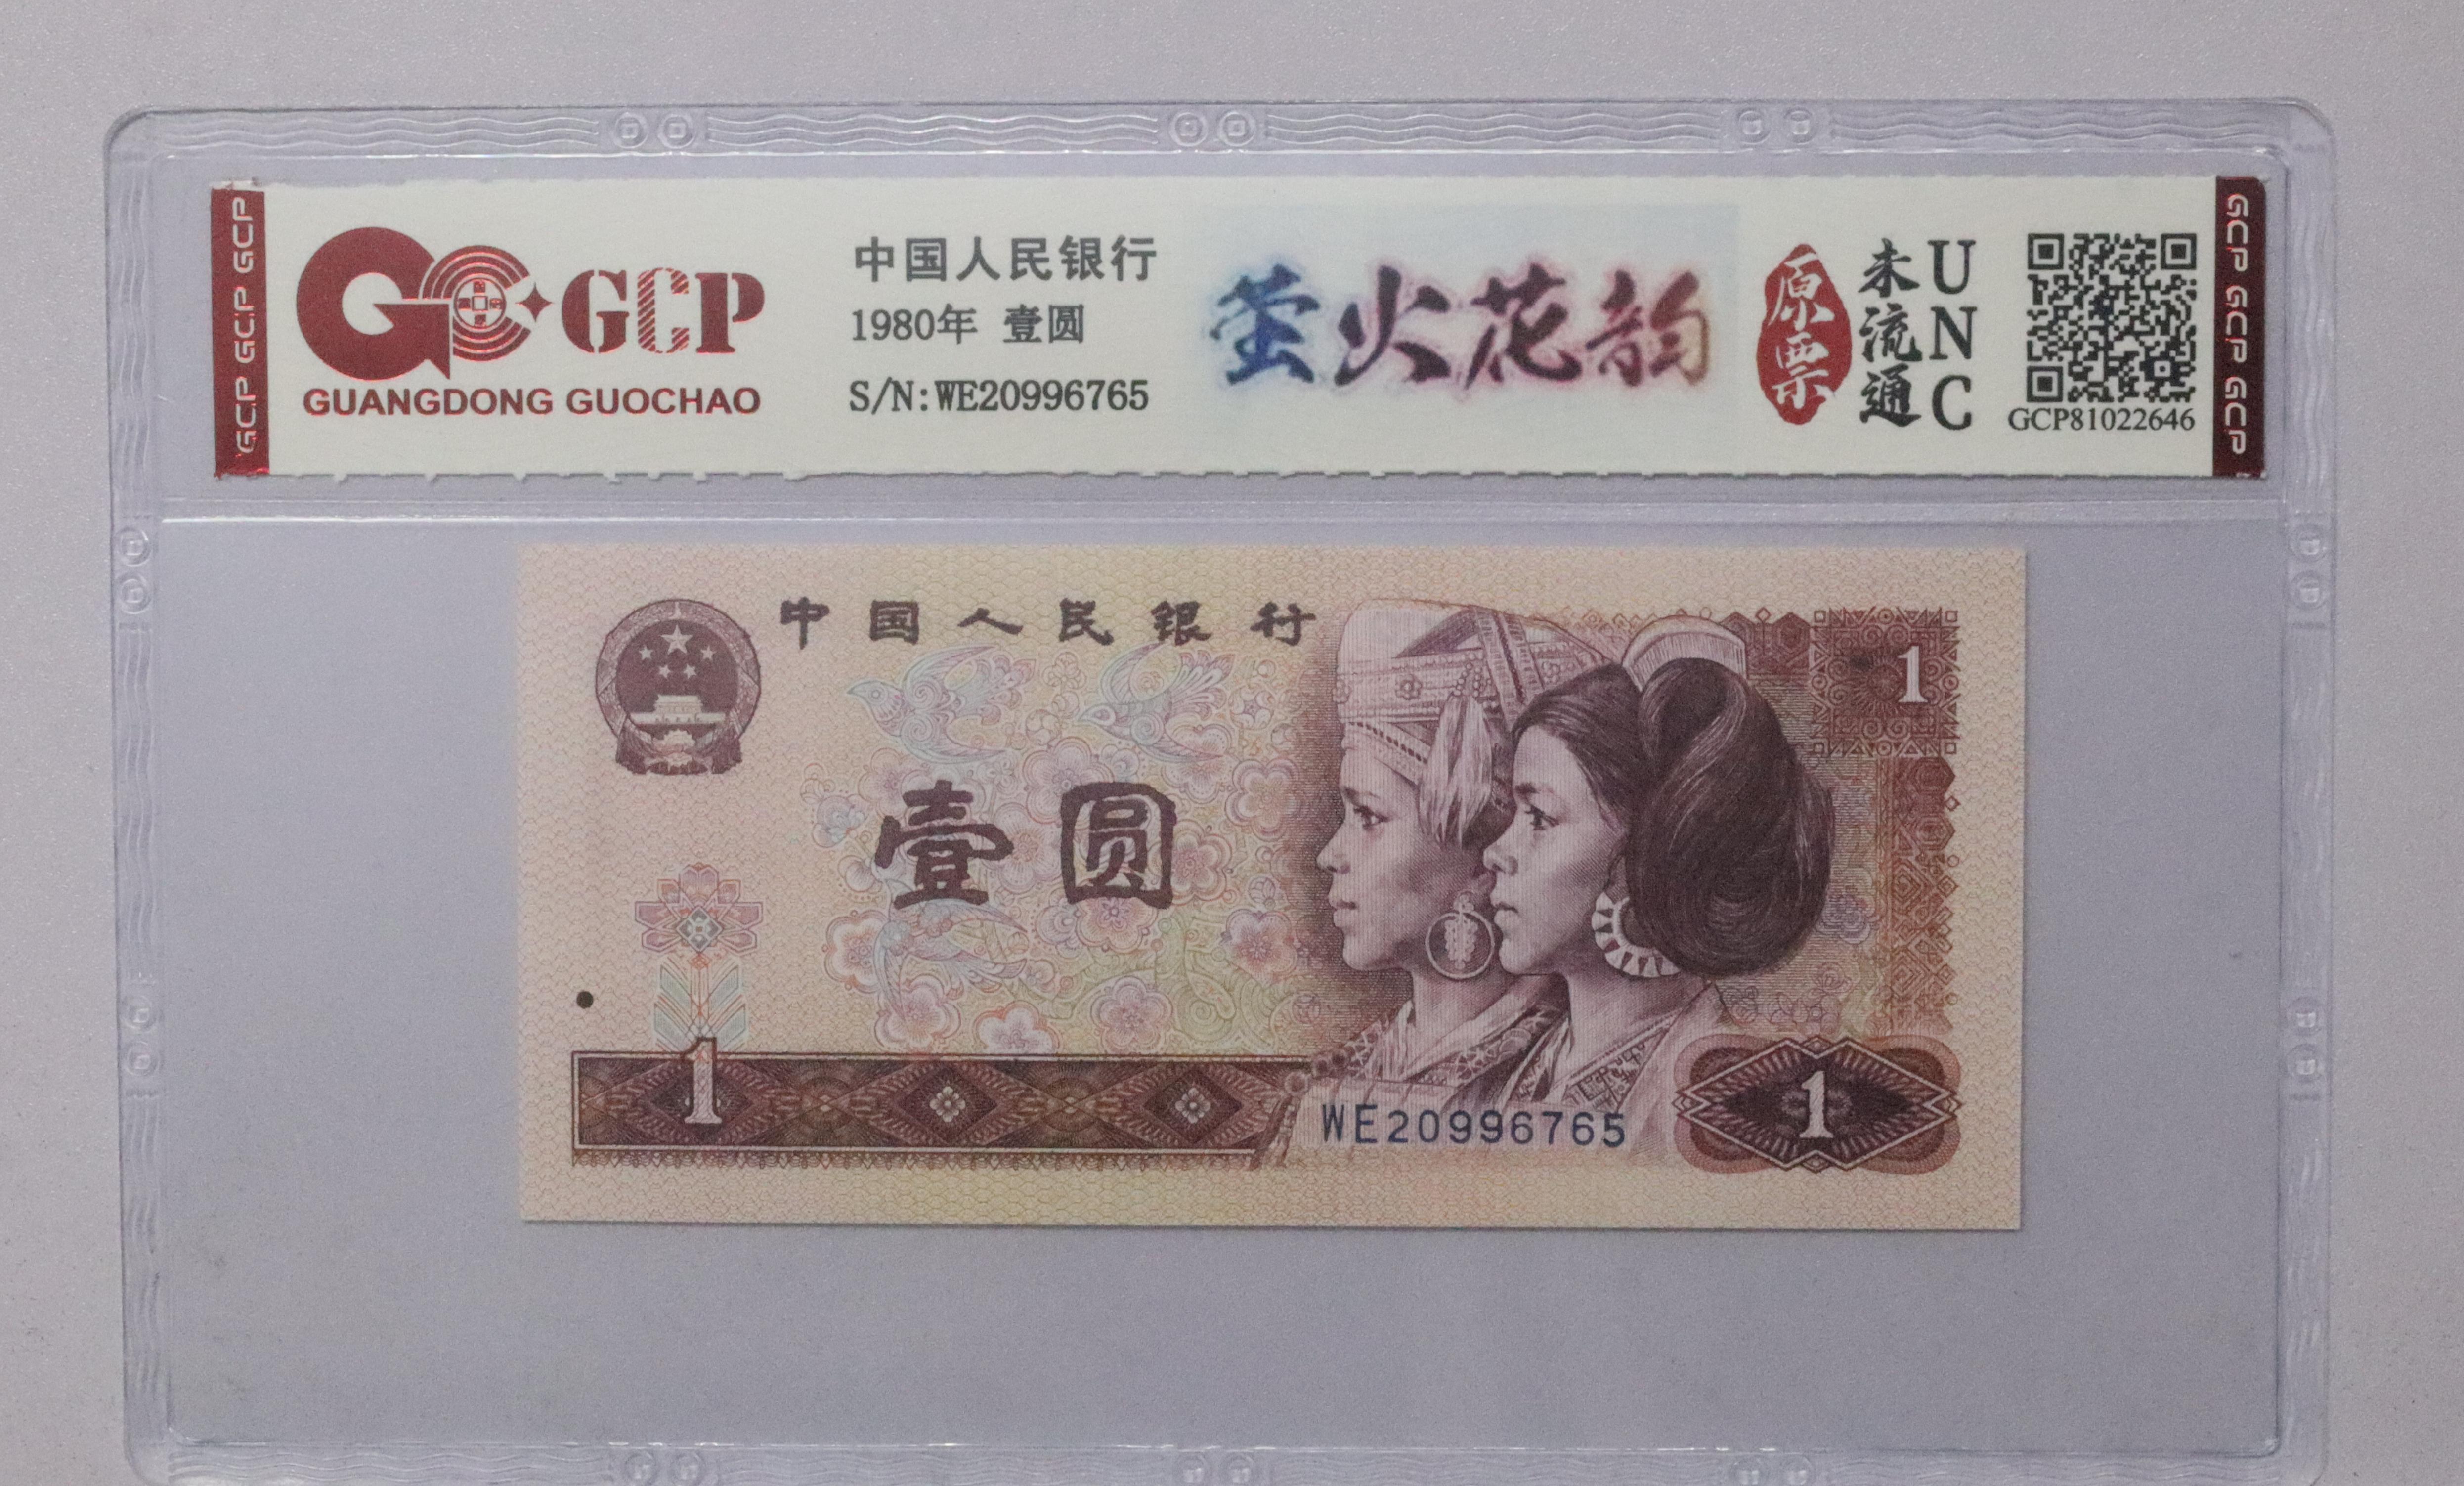 GCP GCP GCP
GCP
GUANGDONG GUOCHAO
中国人民银行
1980年 壹圆
S/N:WE20996765
萤火花韵
原票
未流通
UNC
GCP81022646
GCP GCP GCP GCP
中国人民银行
1
壹圆
1
WE20996765
1